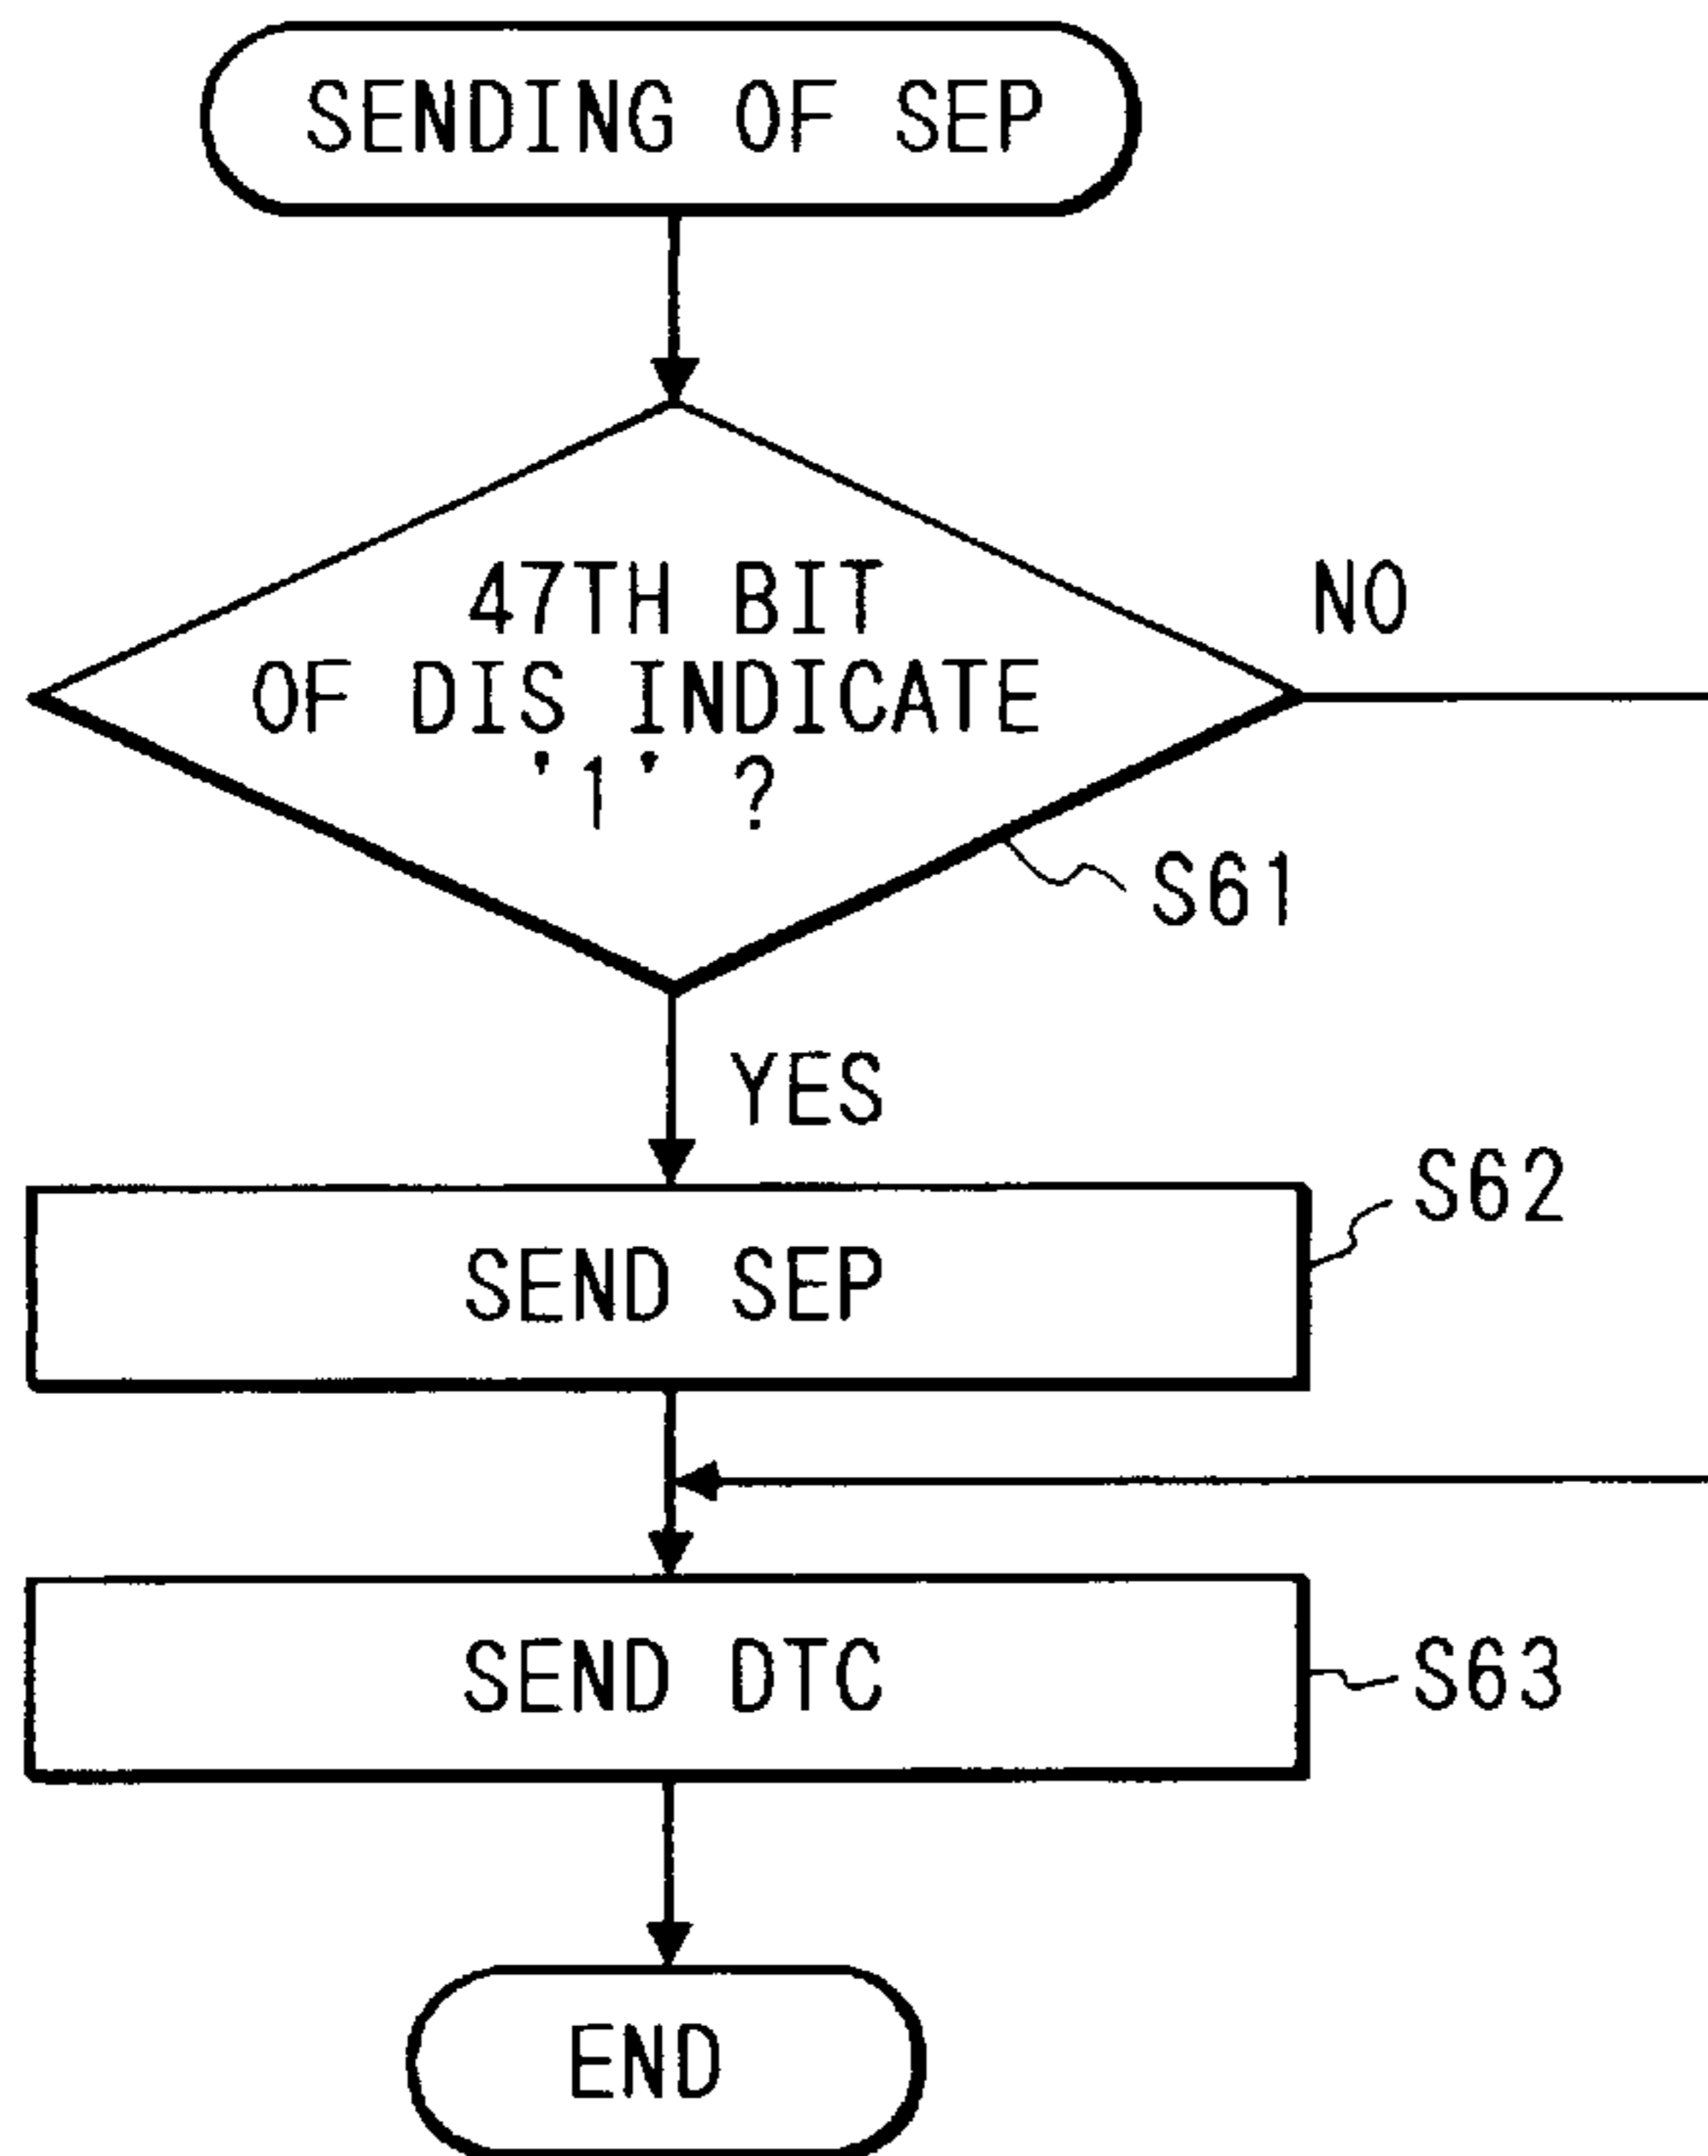 SENDING OF SEP
47TH BIT
OF DIS INDICATE
'1' ?
NO
S61
YES
S62
SEND SEP
SEND DTC
S63
END